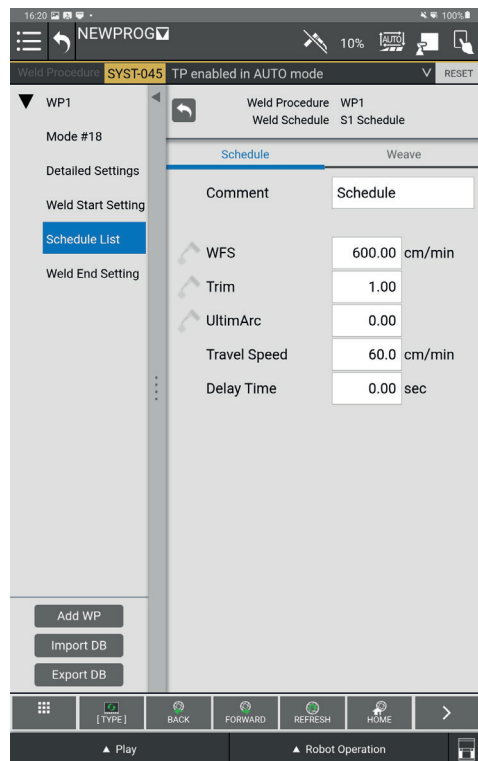 16:20 100%
NEWPROG
10% AUTO
Weld Procedure SYST-045 TP enabled in AUTO mode RESET
WP1
Mode #18
Detailed Settings
Weld Start Setting
Schedule List
Weld End Setting
Add WP
Import DB
Export DB
Weld Procedure WP1
Weld Schedule S1 Schedule
Schedule Weave
Comment Schedule
WFS 600.00 cm/min
Trim 1.00
UltimArc 0.00
Travel Speed 60.0 cm/min
Delay Time 0.00 sec
[TYPE] BACK FORWARD REFRESH HOME
▲ Play ▲ Robot Operation